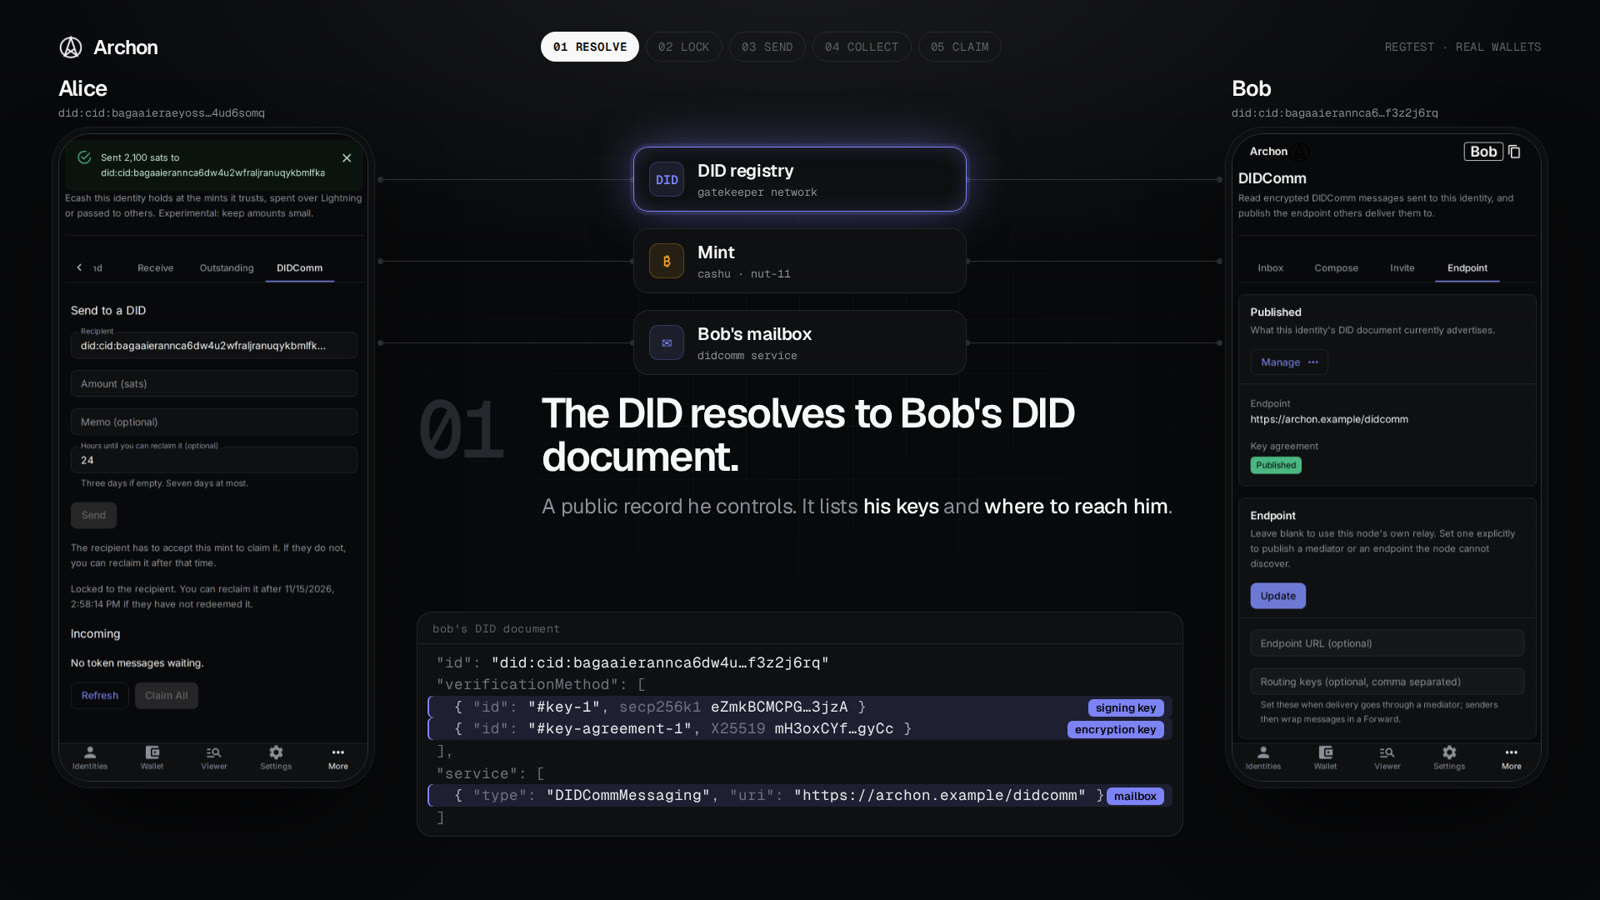 Archon
01 RESOLVE
02 LOCK
03 SEND
04 COLLECT
05 CLAIM
REGTEST · REAL WALLETS
Alice
did:cid:bagaaieraeyoss…4ud6somq
Sent 2,100 sats to
did:cid:bagaaierannca6dw4u2wfraljranuqykbmlfka
Ecash this identity holds at the mints it trusts, spent over Lightning
or passed to others. Experimental: keep amounts small.
nd
Receive
Outstanding
DIDComm
Send to a DID
Recipient
did:cid:bagaaierannca6dw4u2wfraljranuqykbmlfk...
Amount (sats)
Memo (optional)
Hours until you can reclaim it (optional)
24
Three days if empty. Seven days at most.
Send
The recipient has to accept this mint to claim it. If they do not,
you can reclaim it after that time.
Locked to the recipient. You can reclaim it after 11/15/2026,
2:58:14 PM if they have not redeemed it.
Incoming
No token messages waiting.
Refresh
Claim All
Identities
Wallet
Viewer
Settings
More
DID
DID registry
gatekeeper network
Mint
cashu · nut-11
Bob's mailbox
didcomm service
01
The DID resolves to Bob's DID
document.
A public record he controls. It lists his keys and where to reach him.
bob's DID document
"id": "did:cid:bagaaierannca6dw4u…f3z2j6rq"
"verificationMethod": [
{ "id": "#key-1", secp256k1 eZmkBCMCPG…3jzA }
signing key
{ "id": "#key-agreement-1", X25519 mH3oxCYf…gyCc }
encryption key
],
"service": [
{ "type": "DIDCommMessaging", "uri": "https://archon.example/didcomm" }
mailbox
]
Bob
did:cid:bagaaierannca6…f3z2j6rq
Archon
Bob
DIDComm
Read encrypted DIDComm messages sent to this identity, and
publish the endpoint others deliver them to.
Inbox
Compose
Invite
Endpoint
Published
What this identity's DID document currently advertises.
Manage
Endpoint
https://archon.example/didcomm
Key agreement
Published
Endpoint
Leave blank to use this node's own relay. Set one explicitly
to publish a mediator or an endpoint the node cannot
discover.
Update
Endpoint URL (optional)
Routing keys (optional, comma separated)
Set these when delivery goes through a mediator; senders
then wrap messages in a Forward.
Identities
Wallet
Viewer
Settings
More